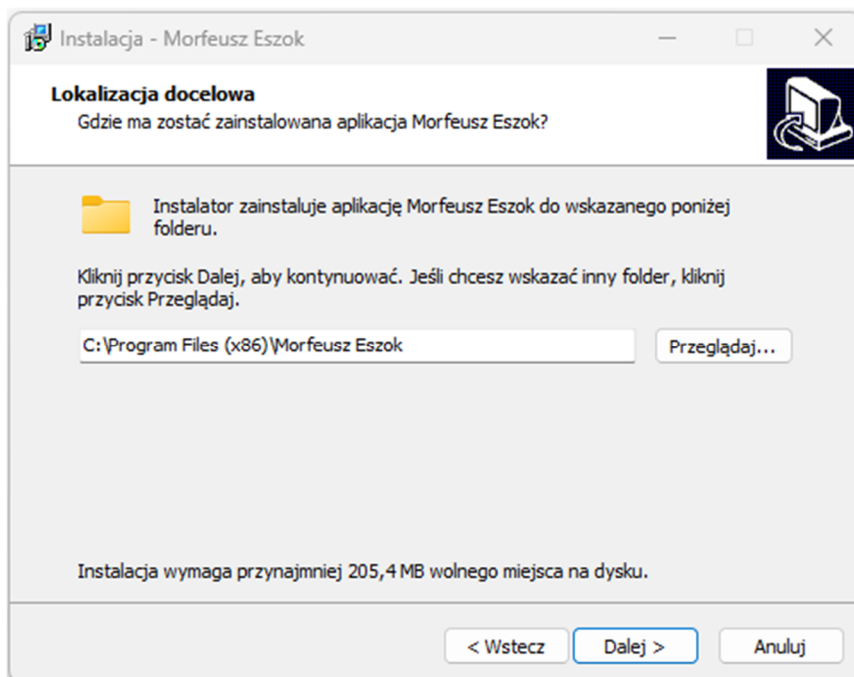 Instalacja - Morfeusz Eszok
Lokalizacja docelowa
Gdzie ma zostać zainstalowana aplikacja Morfeusz Eszok?
Instalator zainstaluje aplikację Morfeusz Eszok do wskazanego poniżej
folderu.
Kliknij przycisk Dalej, aby kontynuować. Jeśli chcesz wskazać inny folder, kliknij
przycisk Przeglądaj.
C:\Program Files (x86)\Morfeusz Eszok
Przeglądaj...
Instalacja wymaga przynajmniej 205,4 MB wolnego miejsca na dysku.
< Wstecz
Dalej >
Anuluj